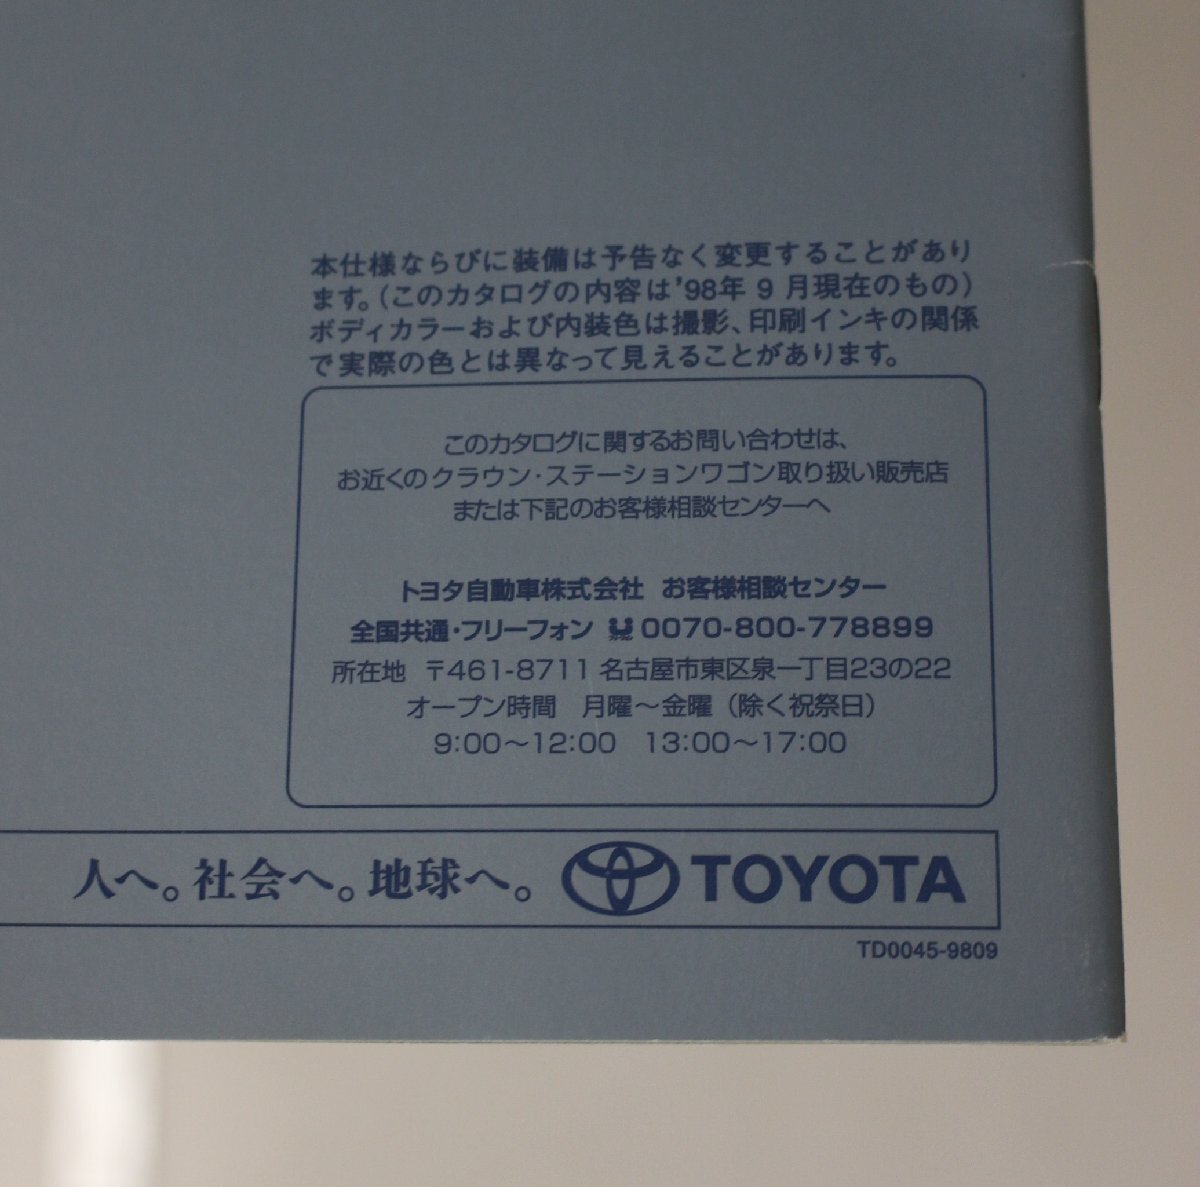 本仕様ならびに装備は予告なく変更することがあり
ます。(このカタログの内容は'98年9月現在のもの)
ボディカラーおよび内装色は撮影、印刷インキの関係
で実際の色とは異なって見えることがあります。
このカタログに関するお問い合わせは、
お近くのクラウン・ステーションワゴン取り扱い販売店
または下記のお客様相談センターへ
トヨタ自動車株式会社 お客様相談センター
全国共通・フリーフォン 0070-800-778899
所在地 〒461-8711 名古屋市東区泉一丁目23の22
オープン時間 月曜〜金曜（除く祝祭日）
9:00〜12:00 13:00〜17:00
人へ。社会へ。地球へ。 TOYOTA
TD0045-9809